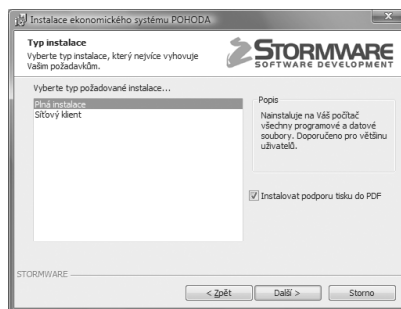 Instalace ekonomického systému POHODA
Typ instalace
Vyberte typ instalace, který nejvíce vyhovuje
Vašim požadavkům.
STORMWARE
SOFTWARE DEVELOPMENT
Vyberte typ požadované instalace...
Plná instalace
Síťový klient
Popis
Nainstaluje na Váš počítač
všechny programové a datové
soubory. Doporučeno pro většinu
uživatelů.
Instalovat podporu tisku do PDF
STORMWARE
< Zpět
Další >
Storno